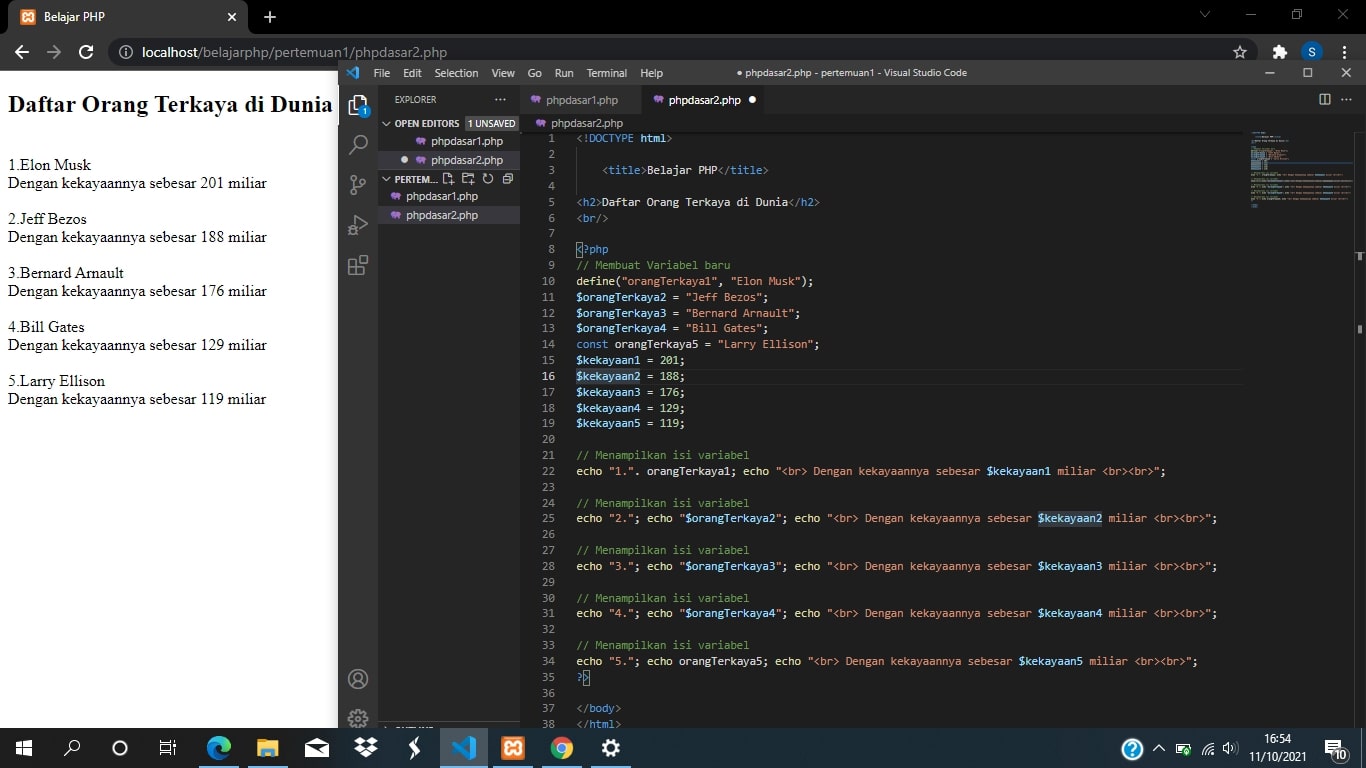 Belajar PHP
localhost/belajarphp/pertemuan1/phpdasar2.php
S
Daftar Orang Terkaya di Dunia
1.Elon Musk
Dengan kekayaannya sebesar 201 miliar
2.Jeff Bezos
Dengan kekayaannya sebesar 188 miliar
3.Bernard Arnault
Dengan kekayaannya sebesar 176 miliar
4.Bill Gates
Dengan kekayaannya sebesar 129 miliar
5.Larry Ellison
Dengan kekayaannya sebesar 119 miliar
File Edit Selection View Go Run Terminal Help ● phpdasar2.php - pertemuan1 - Visual Studio Code
1
EXPLORER ···
OPEN EDITORS 1 UNSAVED
phpdasar1.php
● phpdasar2.php
PERTEM...
phpdasar1.php
phpdasar2.php
phpdasar1.php phpdasar2.php ●
phpdasar2.php
1 <!DOCTYPE html>
2
3 <title>Belajar PHP</title>
4
5 <h2>Daftar Orang Terkaya di Dunia</h2>
6 <br/>
7
8 <?php
9 // Membuat Variabel baru
10 define("orangTerkaya1", "Elon Musk");
11 $orangTerkaya2 = "Jeff Bezos";
12 $orangTerkaya3 = "Bernard Arnault";
13 $orangTerkaya4 = "Bill Gates";
14 const orangTerkaya5 = "Larry Ellison";
15 $kekayaan1 = 201;
16 $kekayaan2 = 188;
17 $kekayaan3 = 176;
18 $kekayaan4 = 129;
19 $kekayaan5 = 119;
20
21 // Menampilkan isi variabel
22 echo "1.". orangTerkaya1; echo "<br> Dengan kekayaannya sebesar $kekayaan1 miliar <br><br>";
23
24 // Menampilkan isi variabel
25 echo "2."; echo "$orangTerkaya2"; echo "<br> Dengan kekayaannya sebesar $kekayaan2 miliar <br><br>";
26
27 // Menampilkan isi variabel
28 echo "3."; echo "$orangTerkaya3"; echo "<br> Dengan kekayaannya sebesar $kekayaan3 miliar <br><br>";
29
30 // Menampilkan isi variabel
31 echo "4."; echo "$orangTerkaya4"; echo "<br> Dengan kekayaannya sebesar $kekayaan4 miliar <br><br>";
32
33 // Menampilkan isi variabel
34 echo "5."; echo orangTerkaya5; echo "<br> Dengan kekayaannya sebesar $kekayaan5 miliar <br><br>";
35 ?>
36
37 </body>
38 </html>
16:54
11/10/2021
10